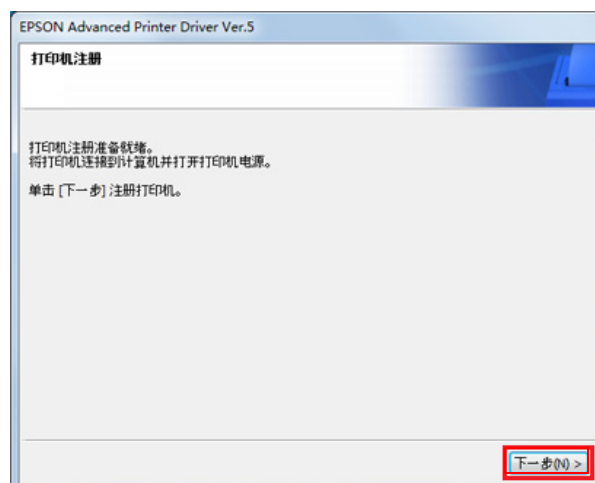 EPSON Advanced Printer Driver Ver.5
打印机注册
打印机注册准备就绪。
将打印机连接到计算机并打开打印机电源。
单击 [下一步] 注册打印机。
下一步(N) >